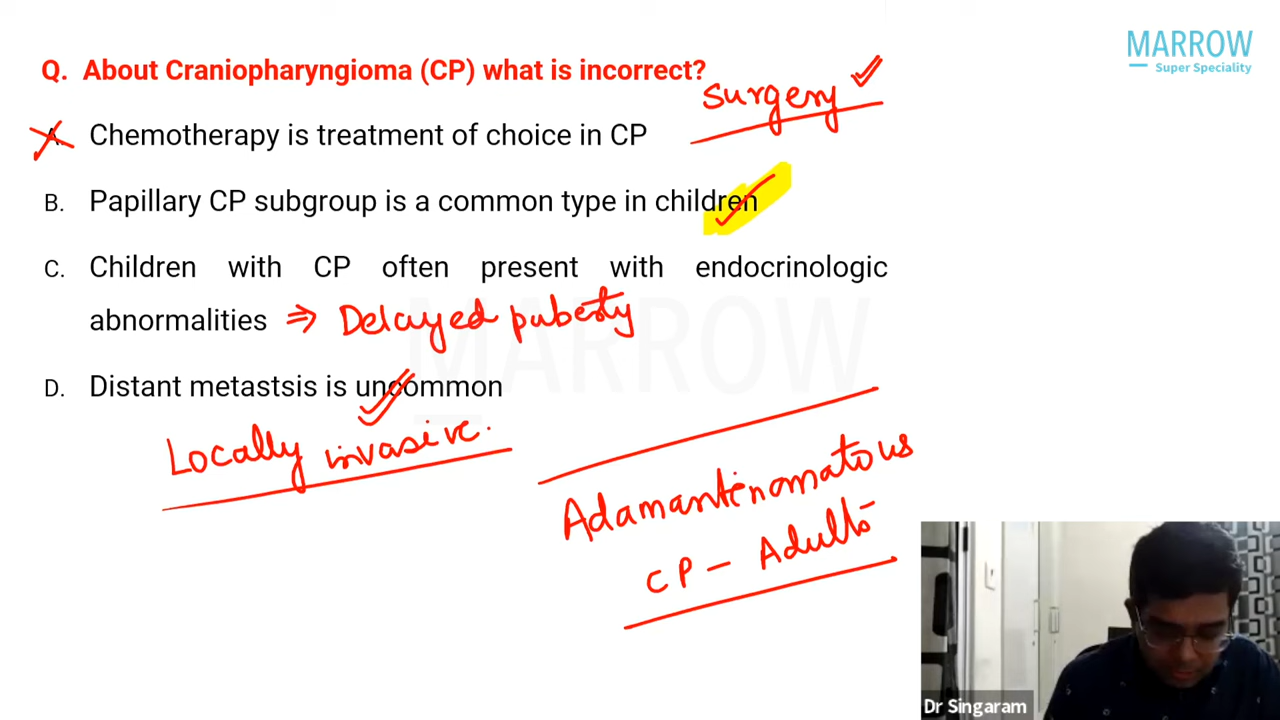 MARROW
Super Speciality
Q. About Craniopharyngioma (CP) what is incorrect?
surgery
A. Chemotherapy is treatment of choice in CP
B. Papillary CP subgroup is a common type in children
C. Children with CP often present with endocrinologic
abnormalities ⇒ Delayed puberty
MARROW
D. Distant metastsis is uncommon
Locally invasive.
Adamantinomatous
CP – Adults
Dr Singaram